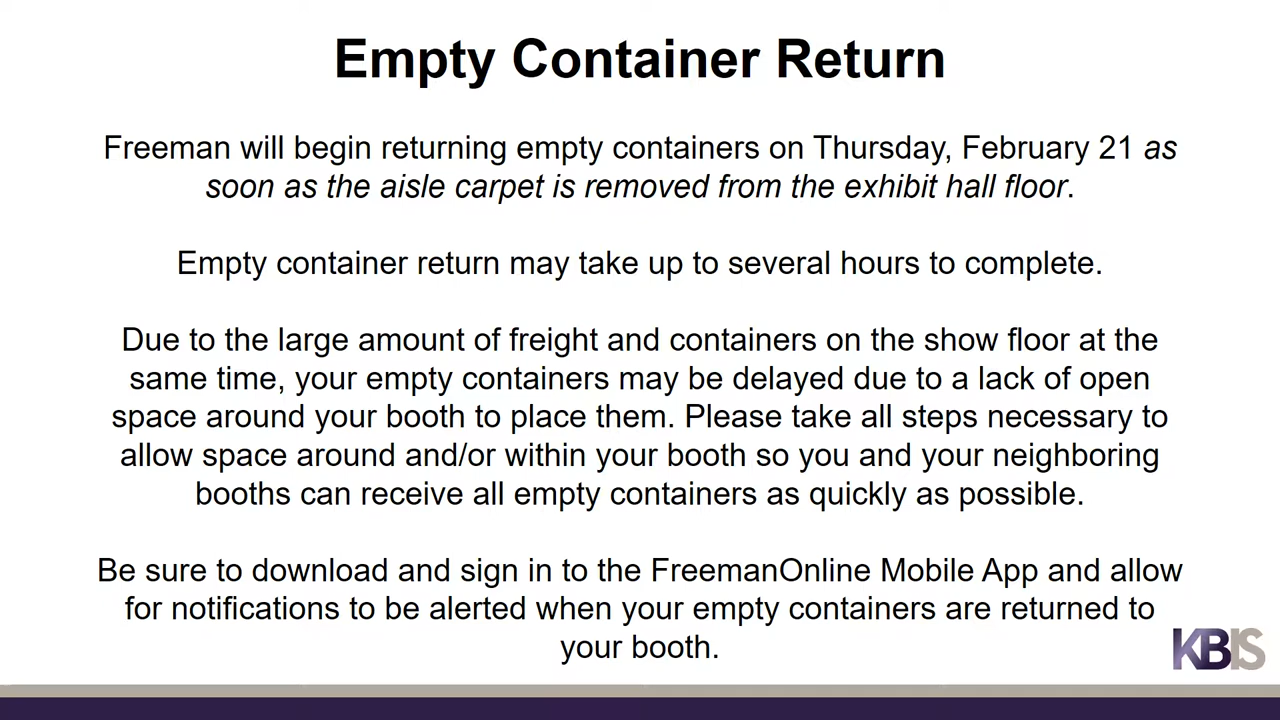 Empty Container Return
Freeman will begin returning empty containers on Thursday, February 21 as
soon as the aisle carpet is removed from the exhibit hall floor.
Empty container return may take up to several hours to complete.
Due to the large amount of freight and containers on the show floor at the
same time, your empty containers may be delayed due to a lack of open
space around your booth to place them. Please take all steps necessary to
allow space around and/or within your booth so you and your neighboring
booths can receive all empty containers as quickly as possible.
Be sure to download and sign in to the FreemanOnline Mobile App and allow
for notifications to be alerted when your empty containers are returned to
your booth.
KBIS